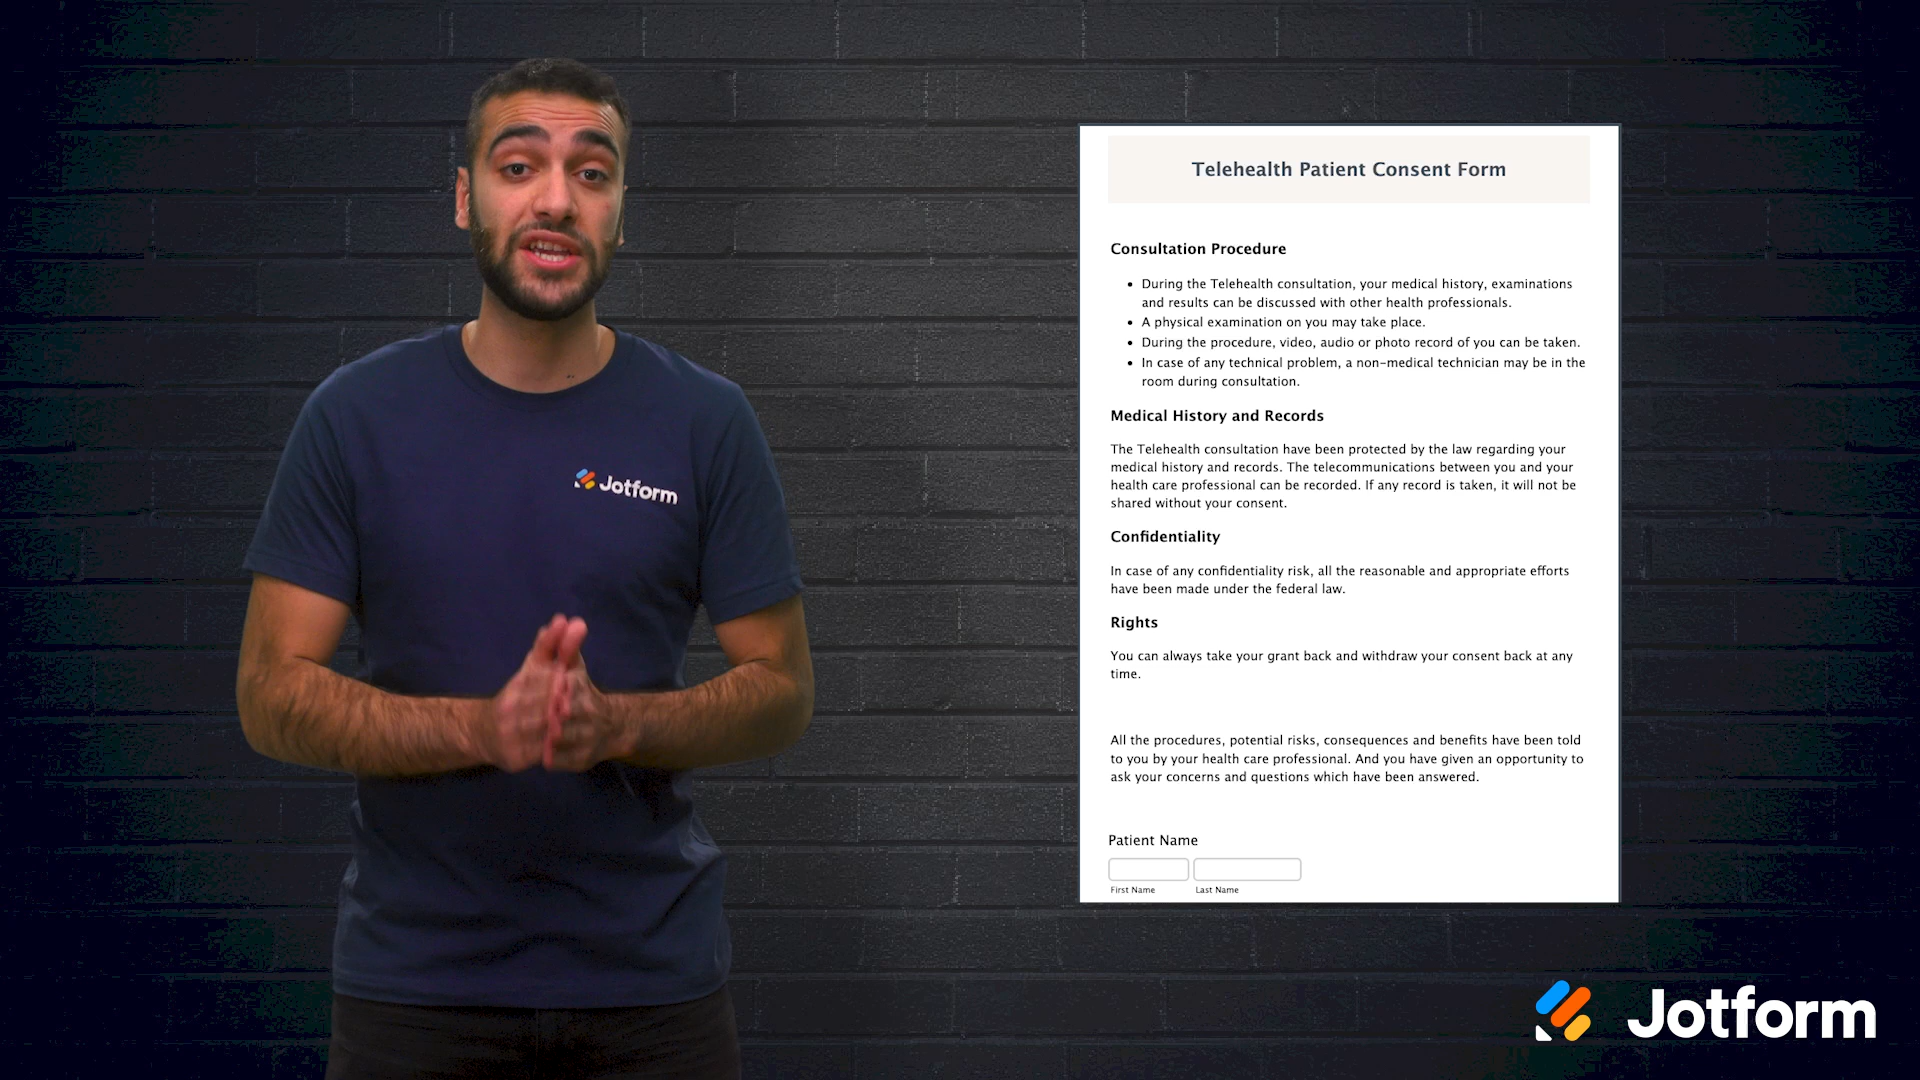 Jotform
Telehealth Patient Consent Form
Consultation Procedure
• During the Telehealth consultation, your medical history, examinations
and results can be discussed with other health professionals.
• A physical examination on you may take place.
• During the procedure, video, audio or photo record of you can be taken.
• In case of any technical problem, a non-medical technician may be in the
room during consultation.
Medical History and Records
The Telehealth consultation have been protected by the law regarding your
medical history and records. The telecommunications between you and your
health care professional can be recorded. If any record is taken, it will not be
shared without your consent.
Confidentiality
In case of any confidentiality risk, all the reasonable and appropriate efforts
have been made under the federal law.
Rights
You can always take your grant back and withdraw your consent back at any
time.
All the procedures, potential risks, consequences and benefits have been told
to you by your health care professional. And you have given an opportunity to
ask your concerns and questions which have been answered.
Patient Name
First Name Last Name
Jotform